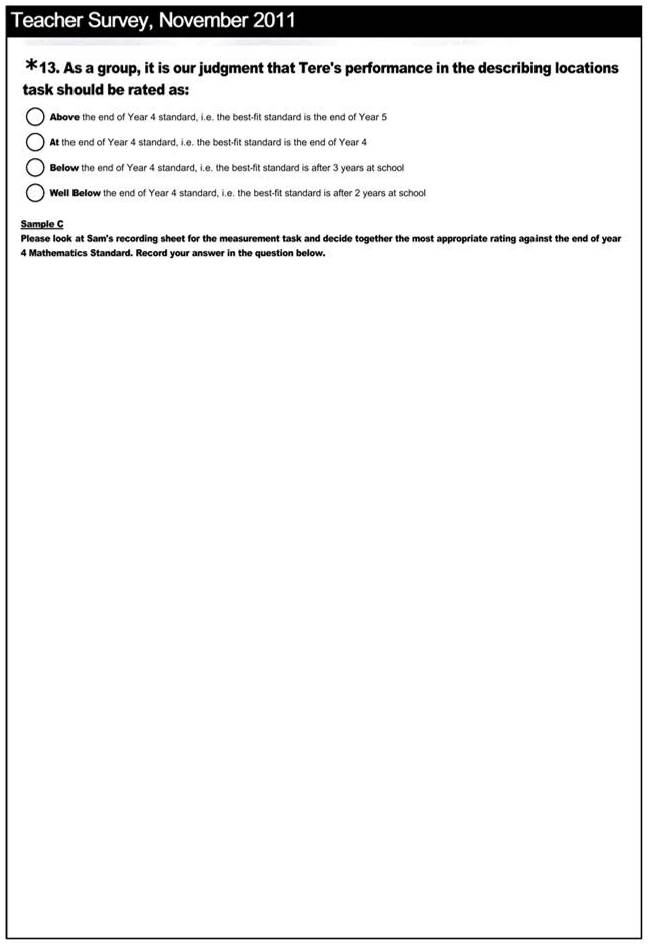 Teacher Survey, November 2011
*13. As a group, it is our judgment that Tere's performance in the describing locations
task should be rated as:
Above the end of Year 4 standard, i.e. the best-fit standard is the end of Year 5
At the end of Year 4 standard, i.e. the best-fit standard is the end of Year 4
Below the end of Year 4 standard, i.e. the best-fit standard is after 3 years at school
Well Below the end of Year 4 standard, i.e. the best-fit standard is after 2 years at school
Sample C
Please look at Sam's recording sheet for the measurement task and decide together the most appropriate rating against the end of year
4 Mathematics Standard. Record your answer in the question below.